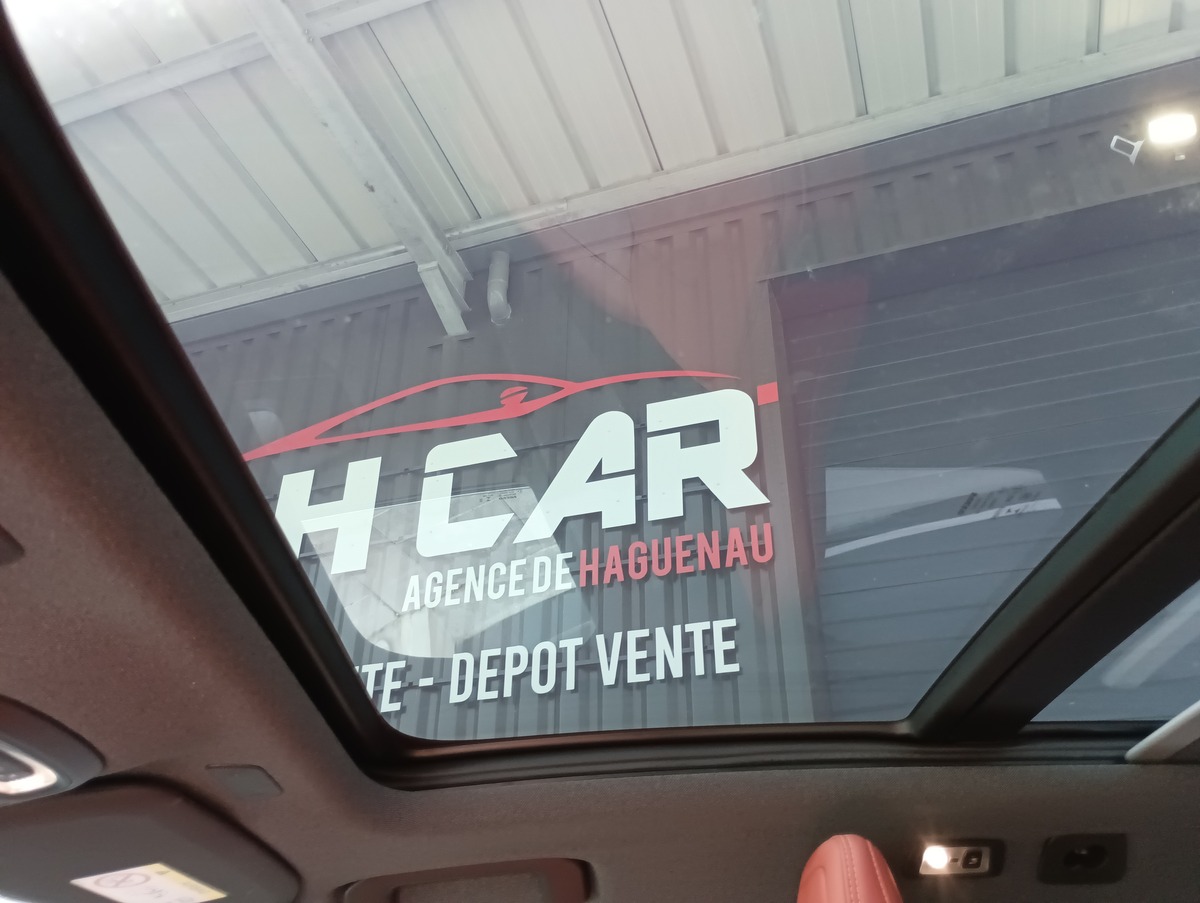 H CAR
AGENCE DE HAGUENAU
TE - DEPOT VENTE